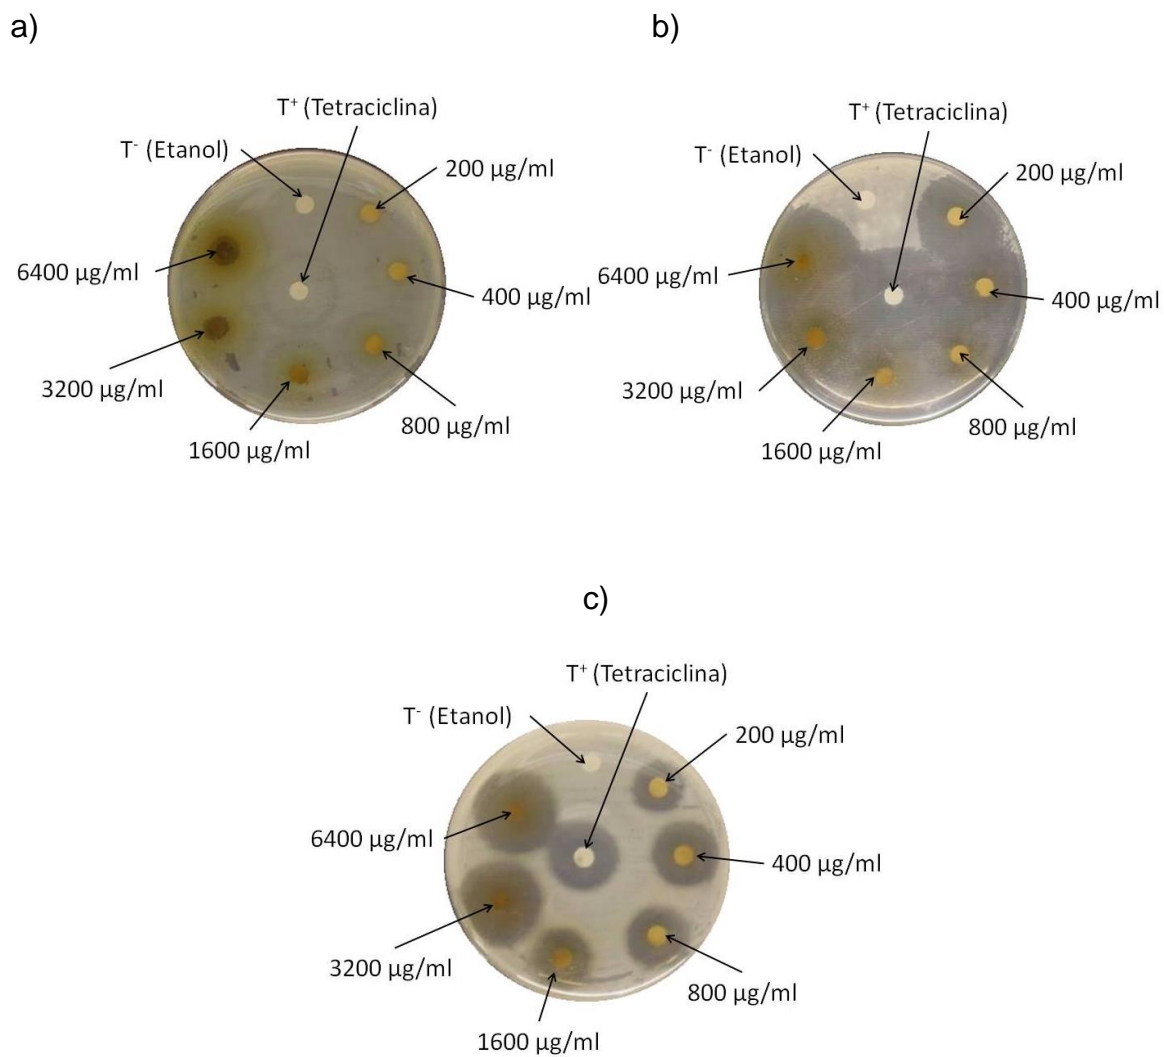 a)
T⁺ (Tetraciclina)
T⁻ (Etanol)
200 µg/ml
6400 µg/ml
400 µg/ml
3200 µg/ml
800 µg/ml
1600 µg/ml
b)
T⁺ (Tetraciclina)
T⁻ (Etanol)
200 µg/ml
6400 µg/ml
400 µg/ml
3200 µg/ml
800 µg/ml
1600 µg/ml
c)
T⁺ (Tetraciclina)
T⁻ (Etanol)
200 µg/ml
6400 µg/ml
400 µg/ml
3200 µg/ml
800 µg/ml
1600 µg/ml